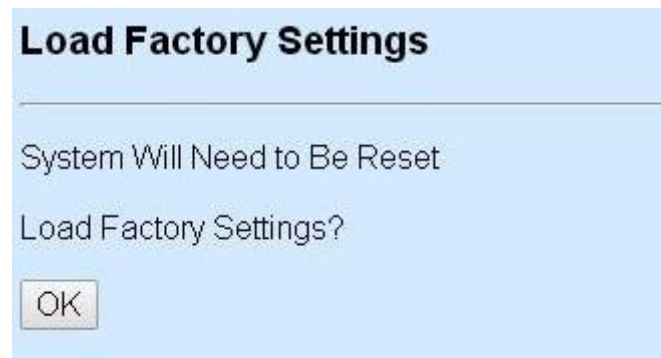 Load Factory Settings
System Will Need to Be Reset
Load Factory Settings?
OK